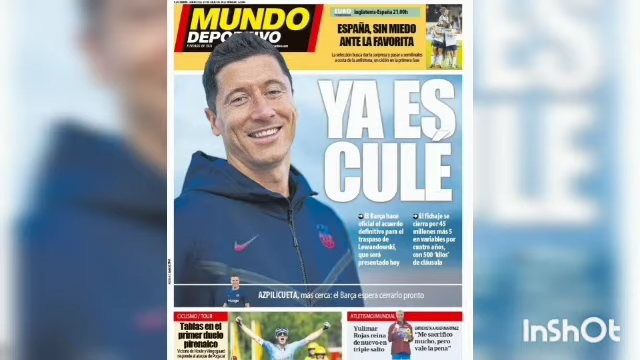 MUNDO
DEPORTIVO
EURO
Inglaterra-España 21.00h
ESPAÑA, SIN MIEDO
ANTE LA FAVORITA
YA ES
CULÉ
El Barça hace
oficial el acuerdo
definitivo para el
traspaso de
Lewandowski,
que será
presentado hoy
El fichaje se
cierra por 45
millones más 5
en variables por
cuatro años,
con 500 'kilos'
de cláusula
AZPILICUETA, más cerca: el Barça espera cerrarlo pronto
CICLISMO / TOUR
Tablas en el
primer duelo
pirenaico
ATLETISMO/MUNDIAL
Yulimar
Rojas reina
de nuevo en
triple salto
"Me sacrifico
mucho, pero
vale la pena"
InShOt